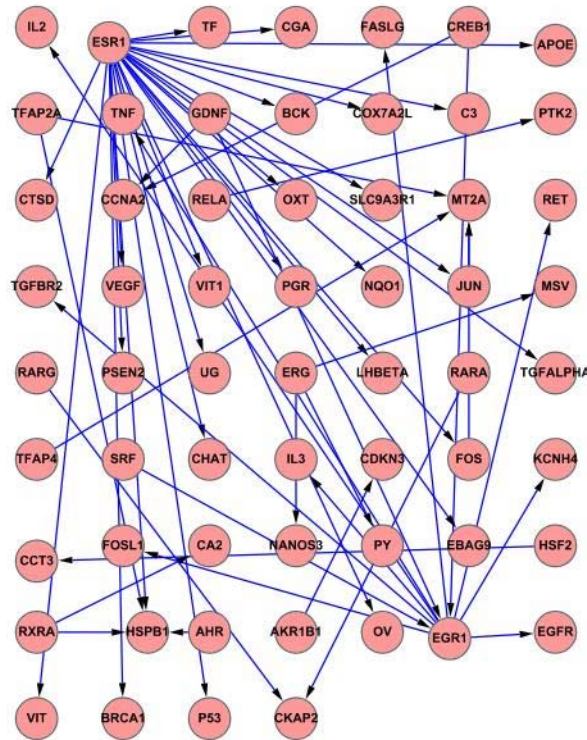 IL2
ESR1
TF
CGA
FASLG
CREB1
APOE
TFAP2A
TNF
GDNF
BCK
COX7A2L
C3
PTK2
CTSD
CCNA2
RELA
OXT
SLC9A3R1
MT2A
RET
TGFBR2
VEGF
VIT1
PGR
NQO1
JUN
MSV
RARG
PSEN2
UG
ERG
LHBETA
RARA
TGFALPHA
TFAP4
SRF
CHAT
IL3
CDKN3
FOS
KCNH4
CCT3
FOSL1
CA2
NANOS3
PY
EBAG9
HSF2
RXRA
HSPB1
AHR
AKR1B1
OV
EGR1
EGFR
VIT
BRCA1
P53
CKAP2